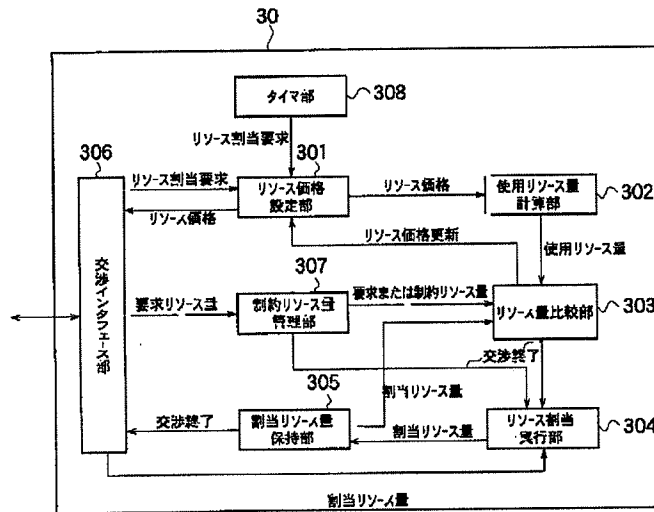 30
タイマ部
308
リソース割当要求
306
301
リソース割当要求
リソース価格
設定部
リソース価格
使用リソース量
計算部
302
リソース価格
リソース価格更新
使用リソース量
307
交渉インタフェース部
要求リソース量
制約リソース量
管理部
要求または制約リソース量
リソース量比較部
303
交渉終了
305
割当リソース量
交渉終了
割当リソース量
保持部
割当リソース量
リソース割当
実行部
304
割当リソース量